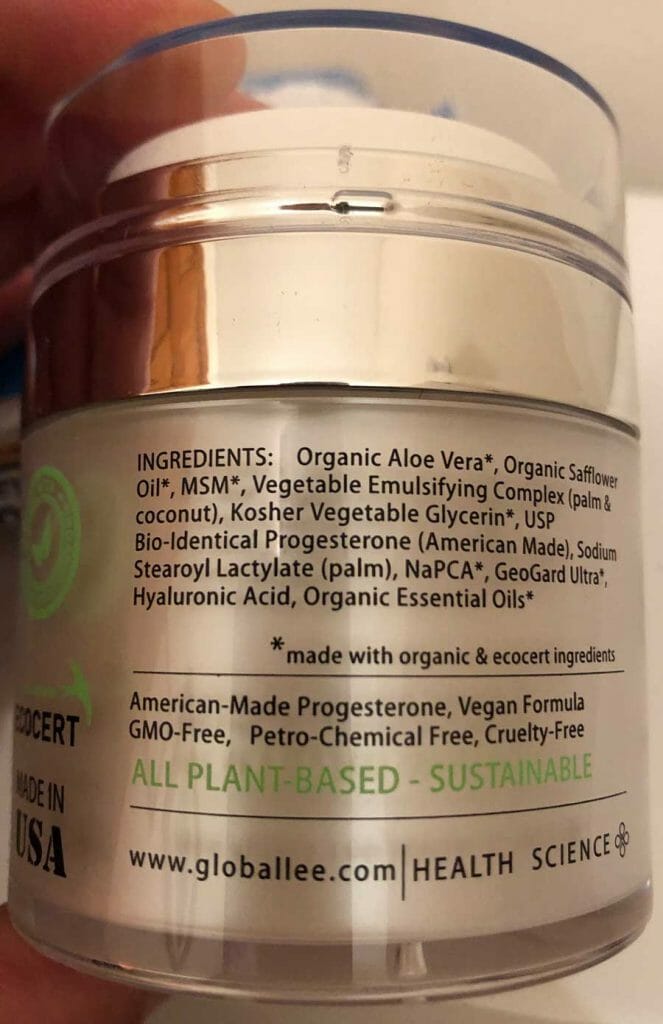 INGREDIENTS: Organic Aloe Vera*, Organic Safflower
Oil*, MSM*, Vegetable Emulsifying Complex (palm &
coconut), Kosher Vegetable Glycerin*, USP
Bio-Identical Progesterone (American Made), Sodium
Stearoyl Lactylate (palm), NaPCA*, GeoGard Ultra*,
Hyaluronic Acid, Organic Essential Oils*
*made with organic & ecocert ingredients
American-Made Progesterone, Vegan Formula
GMO-Free, Petro-Chemical Free, Cruelty-Free
ALL PLANT-BASED - SUSTAINABLE
www.globallee.com|HEALTH SCIENCE
ECOCERT
MADE IN
USA